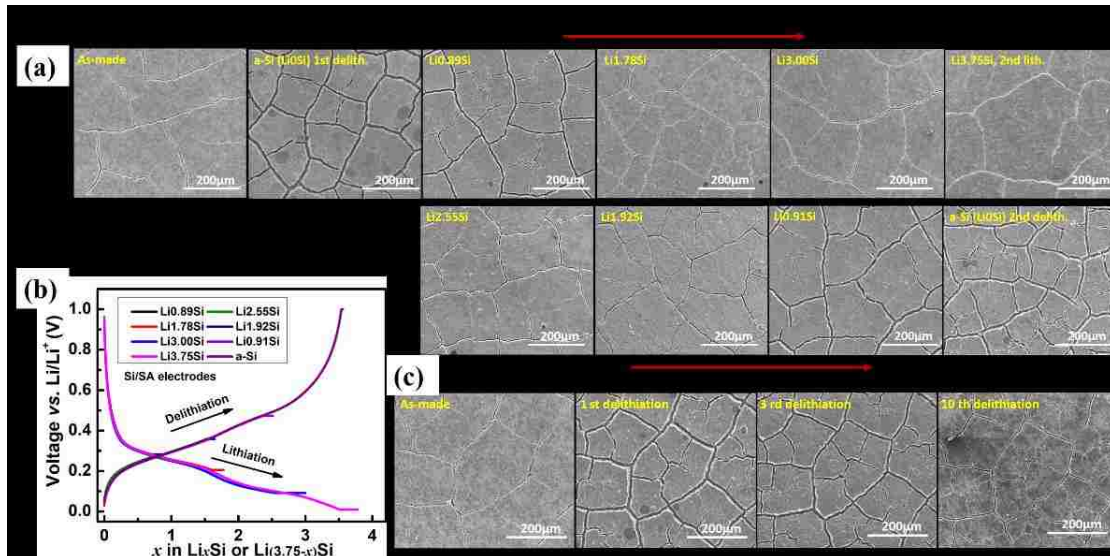 (a)
As-made
a-Si (Li0Si) 1st delith.
Li0.89Si
Li1.78Si
Li3.00Si
Li3.75Si, 2nd lith.
200μm
200μm
200μm
200μm
200μm
200μm
Li2.55Si
Li1.92Si
Li0.91Si
a-Si (Li0Si) 2nd delith.
200μm
200μm
200μm
200μm
(b)
Voltage vs. Li/Li+ (V)
1.0
0.8
0.6
0.4
0.2
0.0
Li0.89Si
Li2.55Si
Li1.78Si
Li1.92Si
Li3.00Si
Li0.91Si
Li3.75Si
a-Si
Si/SA electrodes
Delithiation
Lithiation
0 1 2 3 4
x in LixSi or Li(3.75-x)Si
(c)
As-made
1 st delithiation
3 rd delithiation
10 th delithiation
200μm
200μm
200μm
200μm